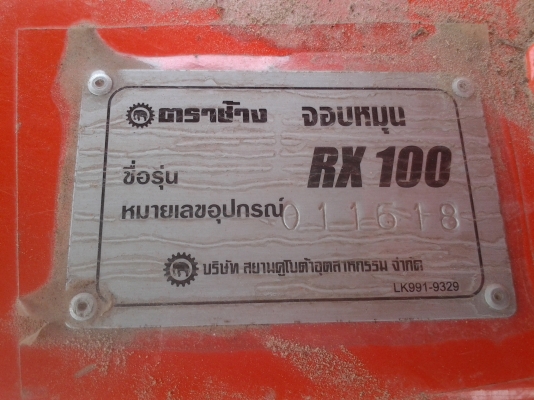 ตราช้าง จอบหมุน
ชื่อรุ่น RX 100
หมายเลขอุปกรณ์ 011618
บริษัท สยามคูโบต้าอุตสาหกรรม จำกัด
LK991-9329